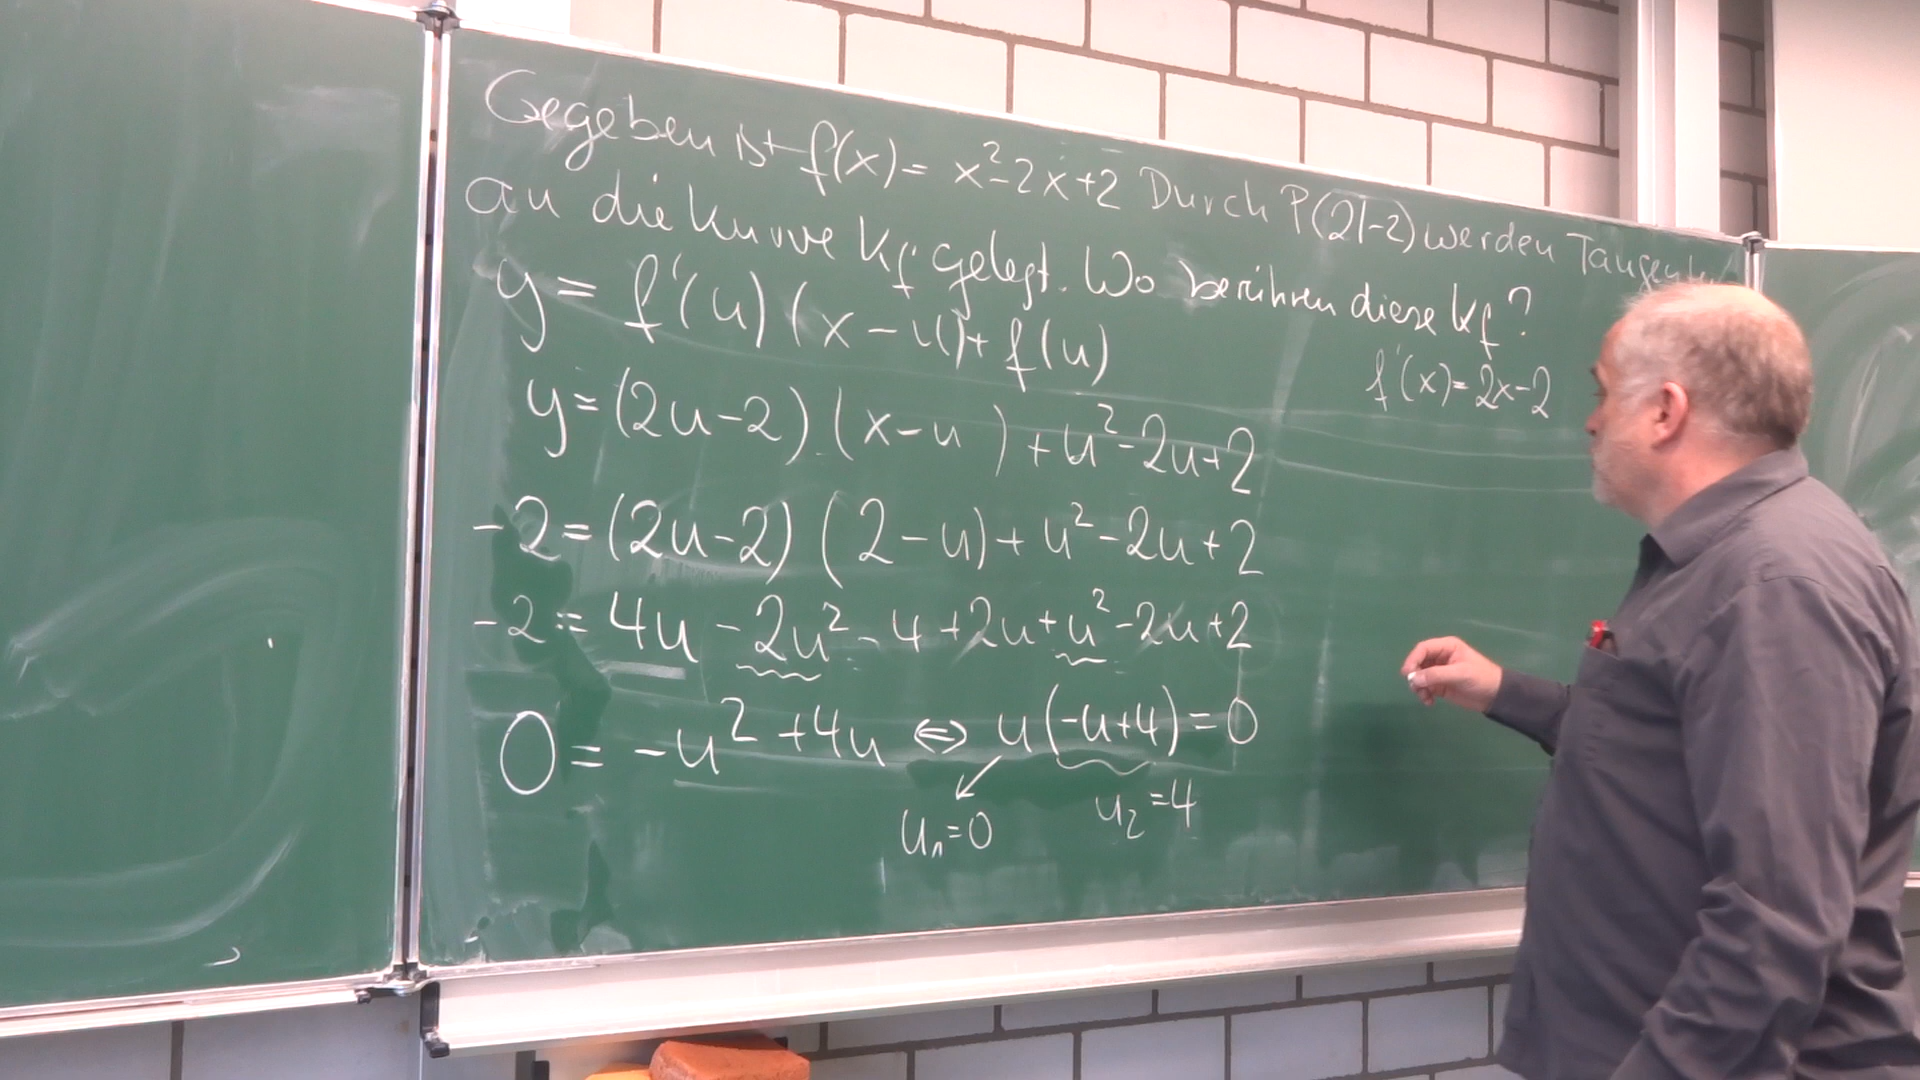 Gegeben ist f(x) = x²-2x+2 Durch P(2|-2) werden Tangenten
an die Kurve Kf gelegt. Wo berühren diese Kf?
y = f'(u) (x - u) + f(u)
f'(x) = 2x-2
y = (2u-2) (x-u) + u²-2u+2
-2 = (2u-2) (2-u) + u²-2u+2
-2 = 4u - 2u² - 4 + 2u + u² - 2u + 2
0 = -u² + 4u ⇔ u(-u+4) = 0
u₁=0 u₂=4